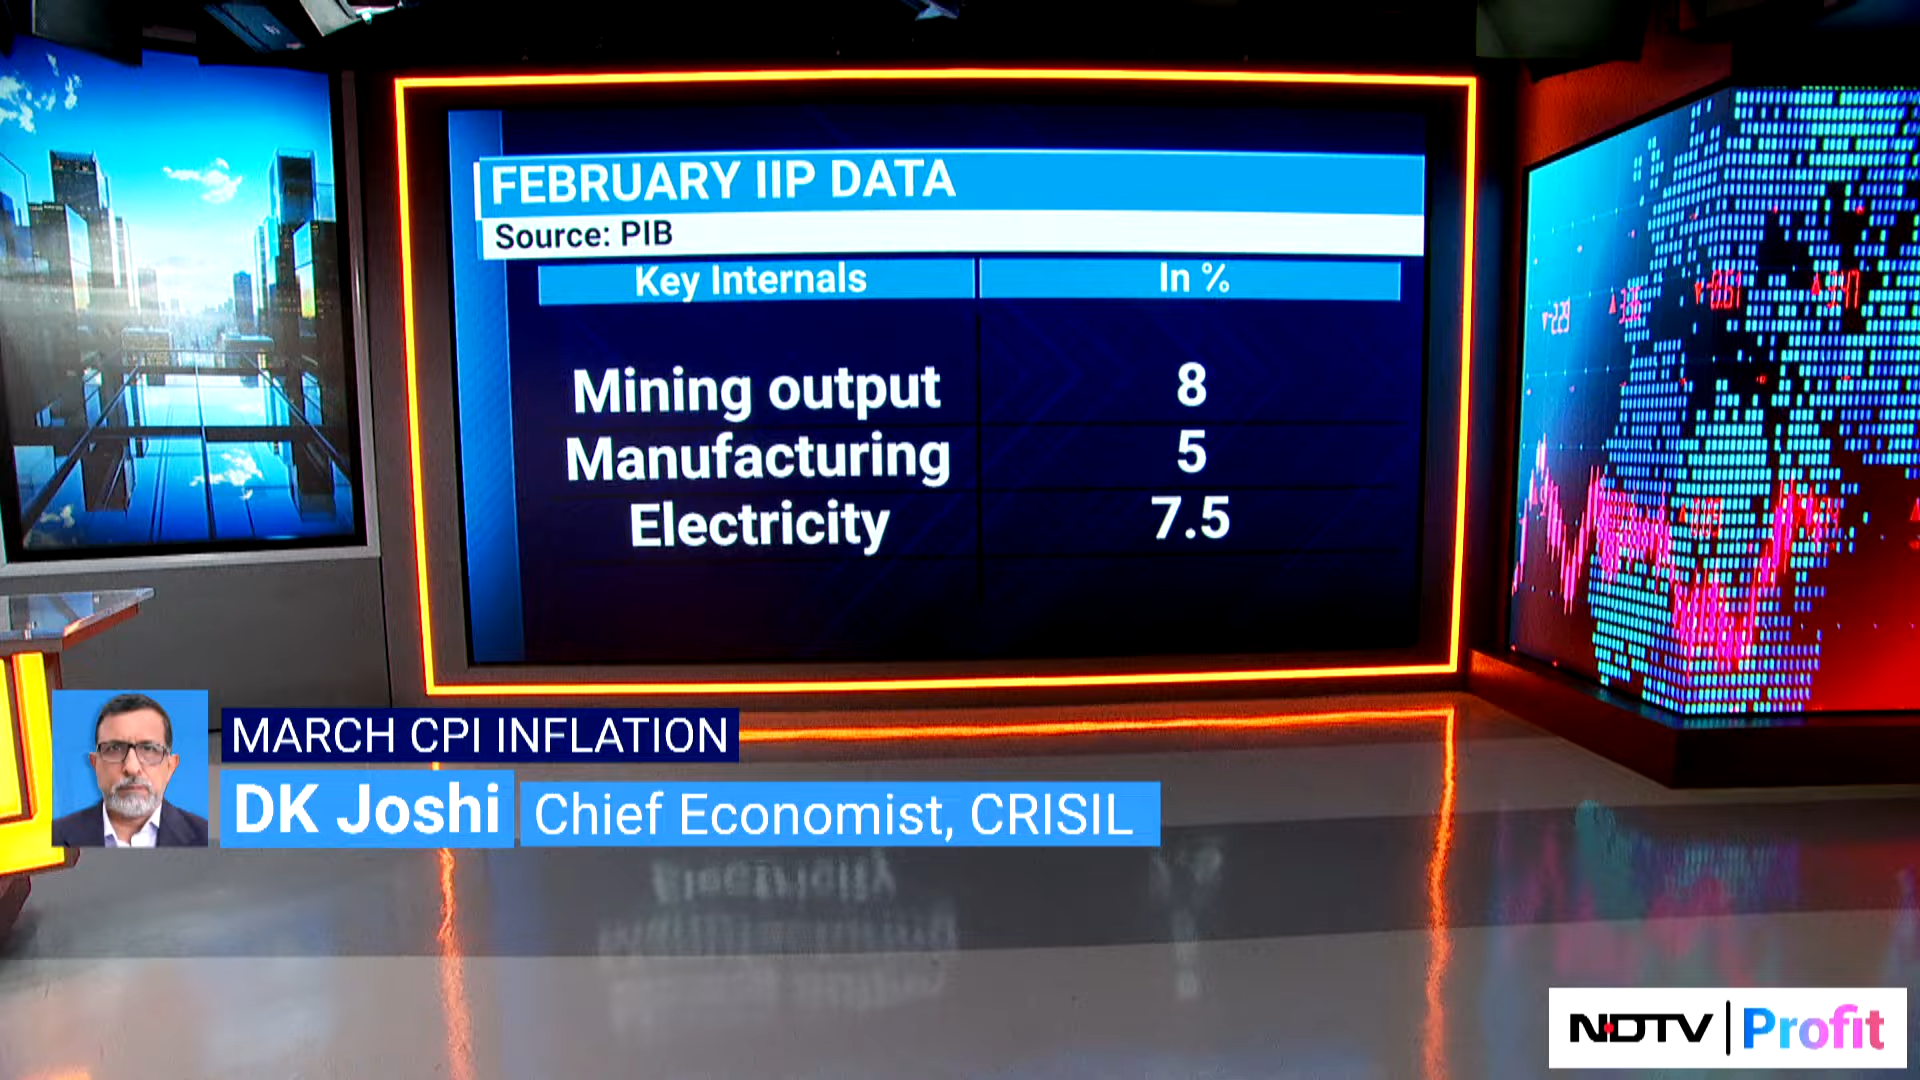 FEBRUARY IIP DATA
Source: PIB
Key Internals In %
Mining output 8
Manufacturing 5
Electricity 7.5
MARCH CPI INFLATION
DK Joshi Chief Economist, CRISIL
NDTV Profit